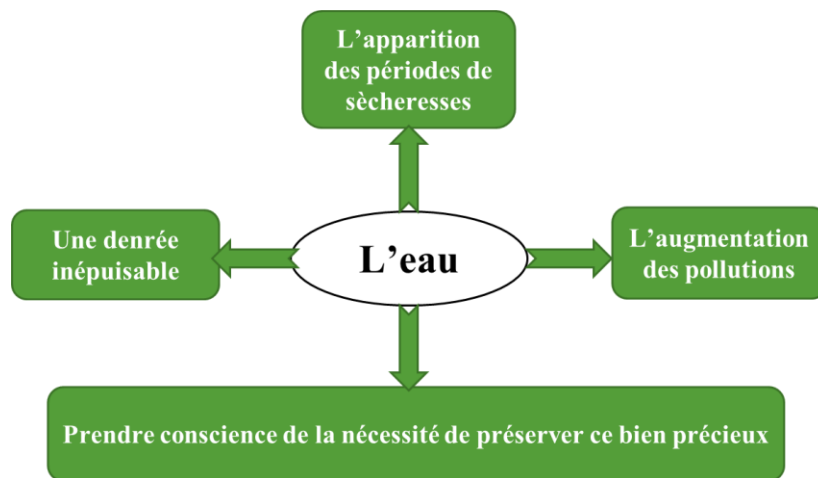 L'apparition
des périodes de
sècheresses
Une denrée
inépuisable
L'eau
L'augmentation
des pollutions
Prendre conscience de la nécessité de préserver ce bien précieux